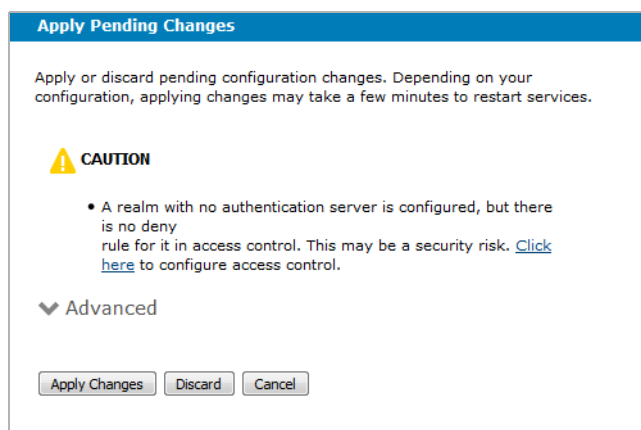 Apply Pending Changes
Apply or discard pending configuration changes. Depending on your
configuration, applying changes may take a few minutes to restart services.
CAUTION
• A realm with no authentication server is configured, but there
is no deny
rule for it in access control. This may be a security risk. Click
here to configure access control.
Advanced
Apply Changes Discard Cancel